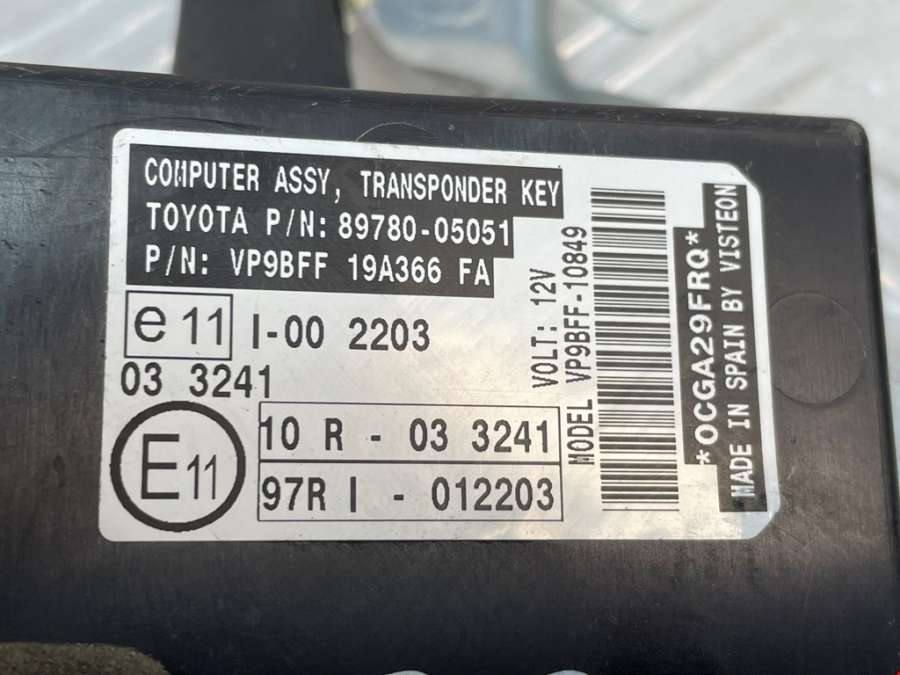 COMPUTER ASSY, TRANSPONDER KEY
TOYOTA P/N: 89780-05051
P/N: VP9BFF 19A366 FA
e 11 I-00 2203
03 3241
E 11
10 R - 03 3241
97R I - 012203
VOLT: 12V
MODEL VP9BFF-10849
*OCGA29FRQ*
MADE IN SPAIN BY VISTEON